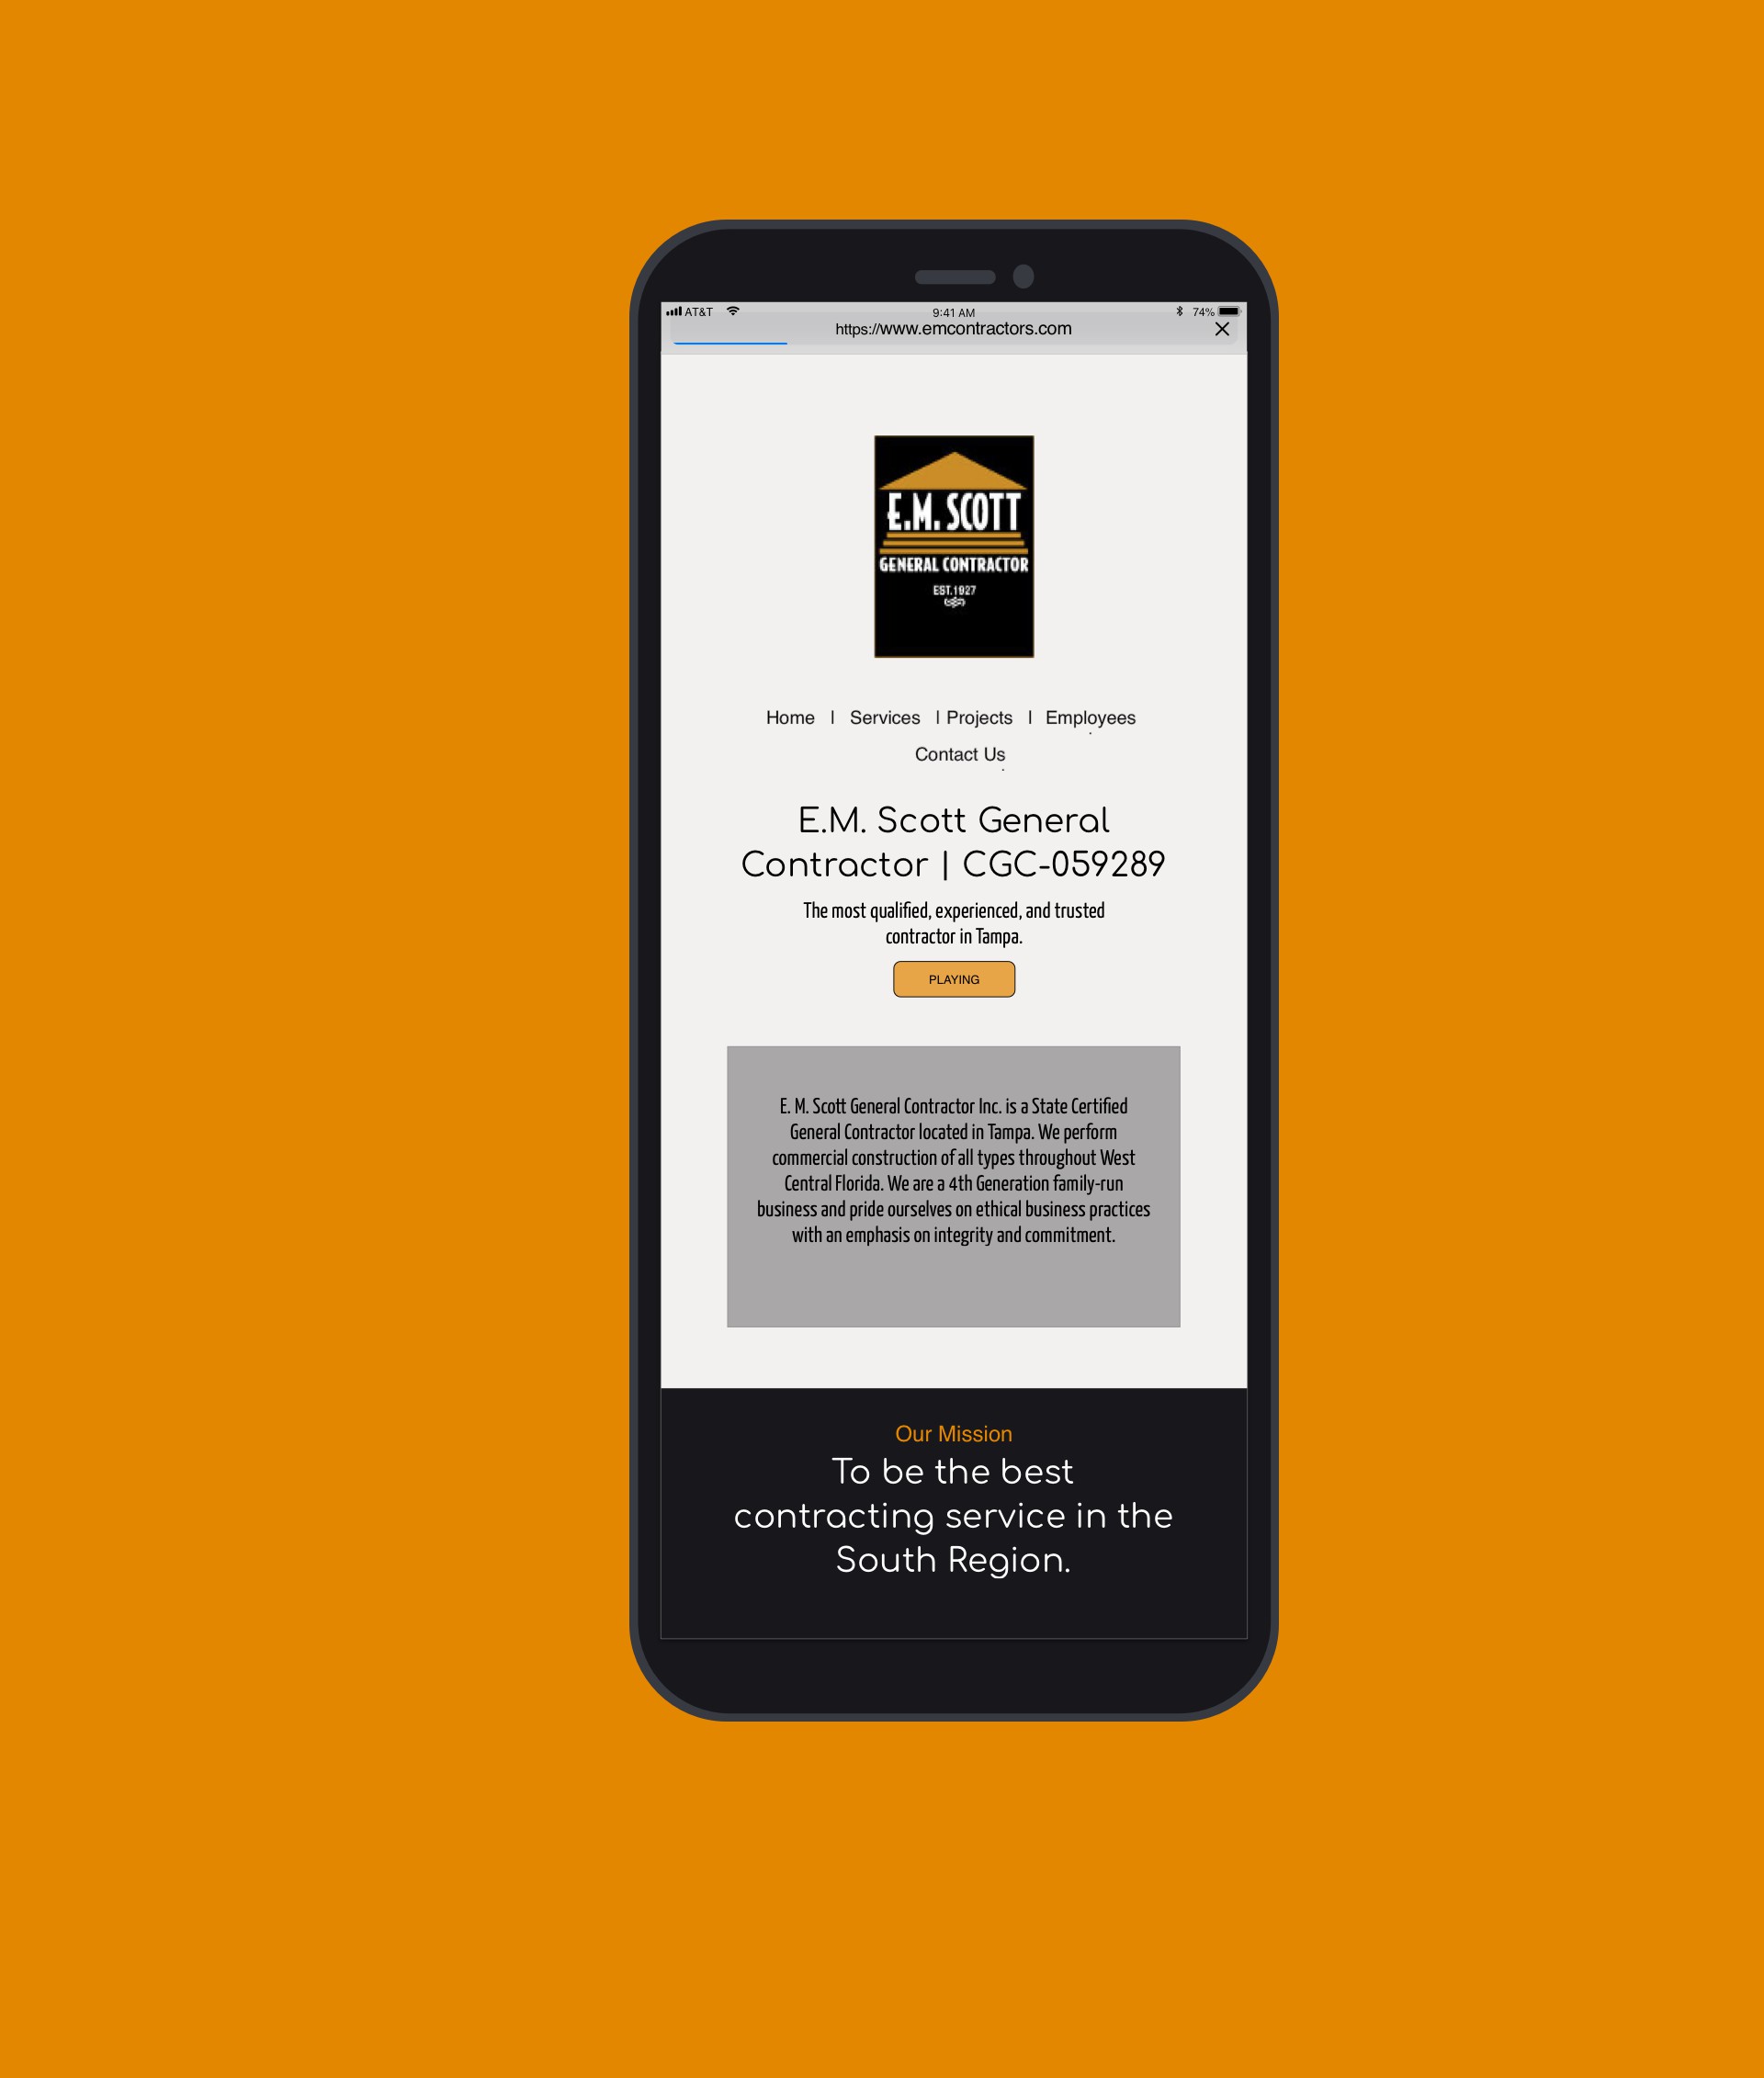 AT&T 9:41 AM 74%
https://www.emcontractors.com
E.M. SCOTT
GENERAL CONTRACTOR
EST.1927
Home | Services | Projects | Employees
Contact Us
E.M. Scott General
Contractor | CGC-059289
The most qualified, experienced, and trusted
contractor in Tampa.
PLAYING
E. M. Scott General Contractor Inc. is a State Certified
General Contractor located in Tampa. We perform
commercial construction of all types throughout West
Central Florida. We are a 4th Generation family-run
business and pride ourselves on ethical business practices
with an emphasis on integrity and commitment.
Our Mission
To be the best
contracting service in the
South Region.